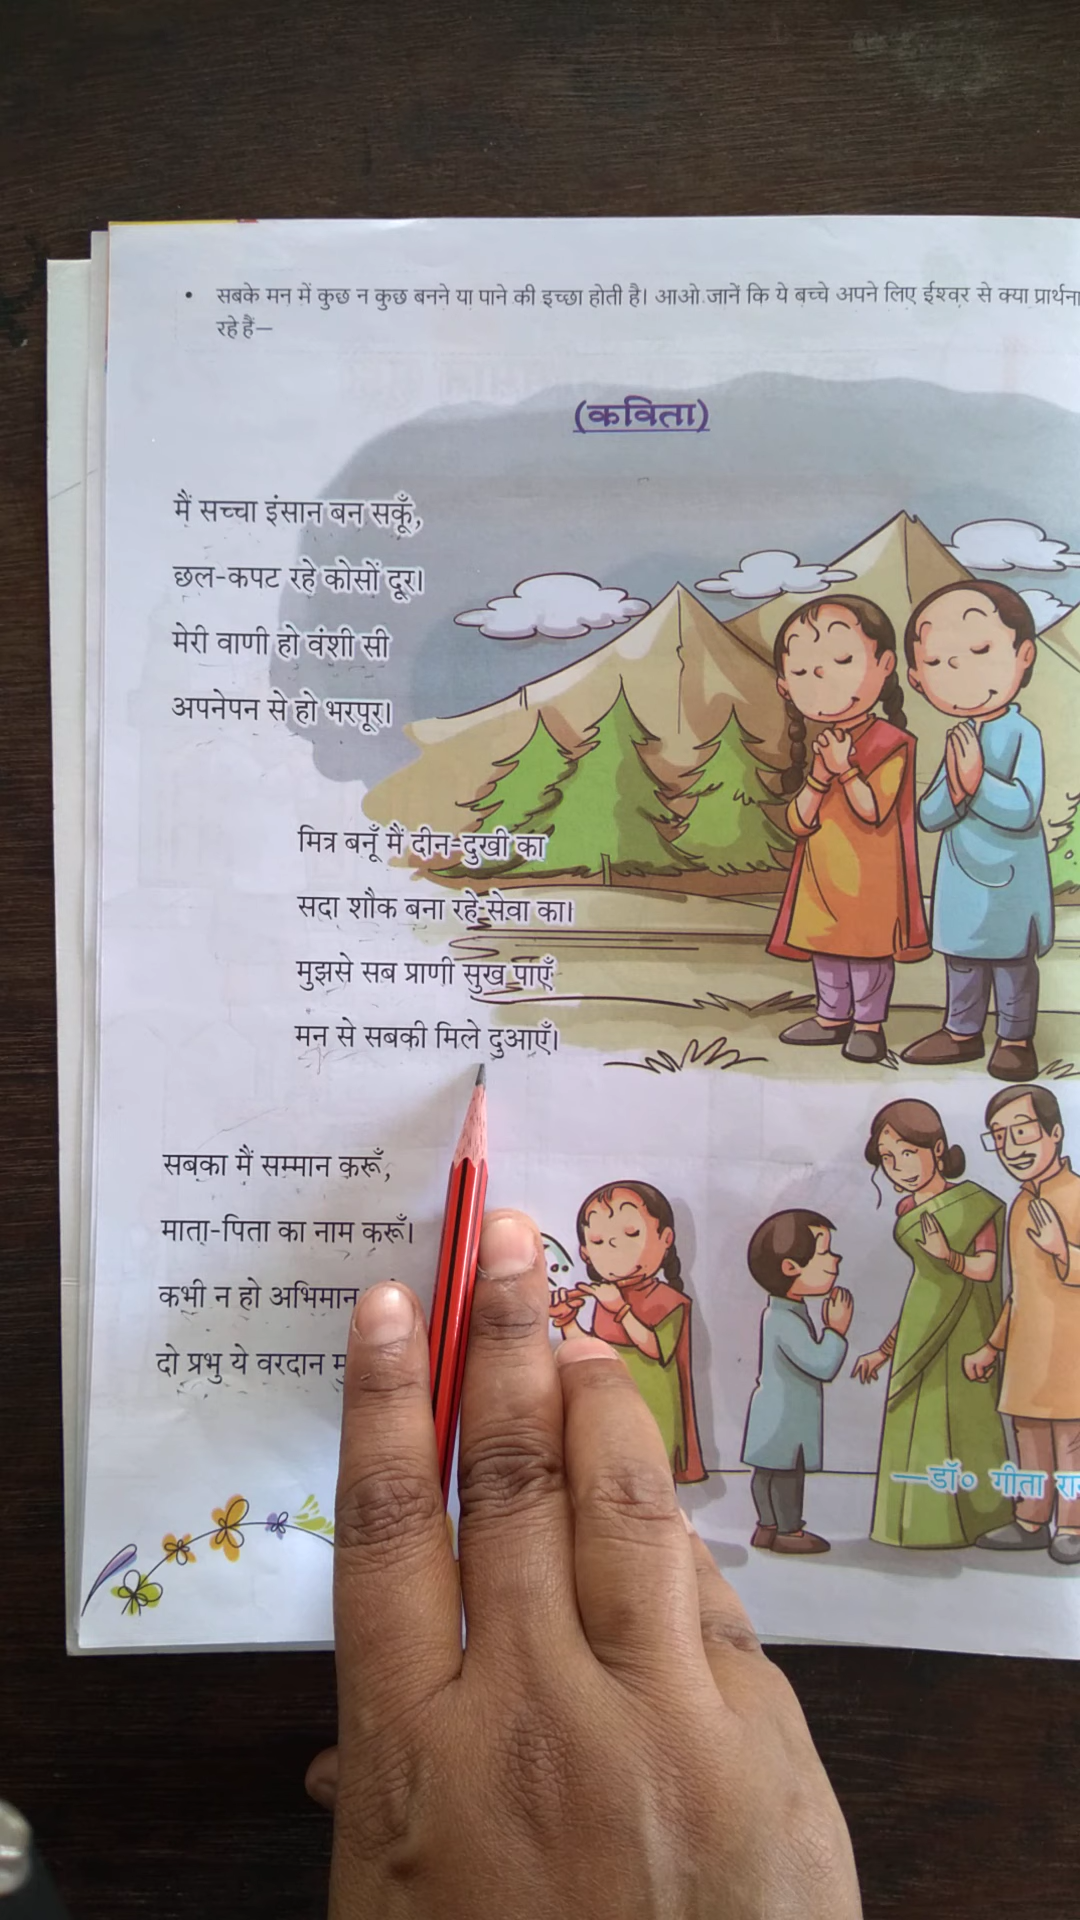 • सबके मन में कुछ न कुछ बनने या पाने की इच्छा होती है। आओ जानें कि ये बच्चे अपने लिए ईश्वर से क्या प्रार्थना
रहे हैं—
(कविता)
मैं सच्चा इंसान बन सकूँ,
छल-कपट रहे कोसों दूर।
मेरी वाणी हो वंशी सी
अपनेपन से हो भरपूर।
मित्र बनूँ मैं दीन-दुखी का
सदा शौक बना रहे सेवा का।
मुझसे सब प्राणी सुख पाएँ
मन से सबकी मिले दुआएँ।
सबका मैं सम्मान करूँ,
माता-पिता का नाम करूँ।
कभी न हो अभिमान
दो प्रभु ये वरदान
—डॉ० गीता